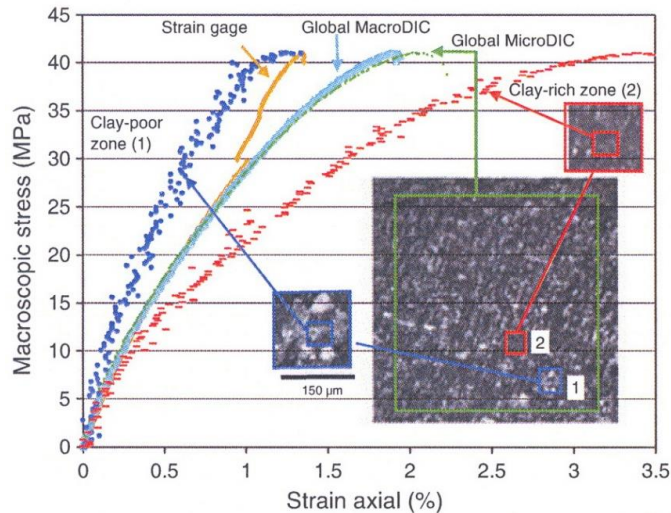 45
40
35
30
25
20
15
10
5
0
Macroscopic stress (MPa)
Strain gage
Global MacroDIC
Global MicroDIC
Clay-rich zone (2)
Clay-poor
zone (1)
2
1
150 µm
0
0.5
1
1.5
2
2.5
3
3.5
Strain axial (%)